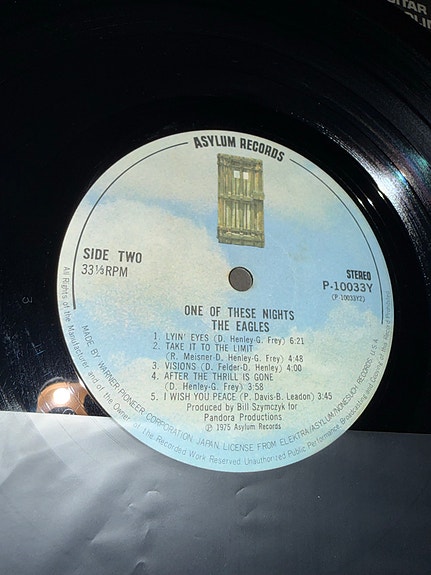 ITAR
ASYLUM RECORDS
SIDE TWO
33⅓RPM
STEREO
P-10033Y
(P-10033Y2)
ONE OF THESE NIGHTS
THE EAGLES
1. LYIN' EYES (D. Henley-G. Frey) 6:21
2. TAKE IT TO THE LIMIT
(R. Meisner-D. Henley-G. Frey) 4:48
3. VISIONS (D. Felder-D. Henley) 4:00
4. AFTER THE THRILL IS GONE
(D. Henley-G. Frey) 3:58
5. I WISH YOU PEACE (P. Davis-B. Leadon) 3:45
Produced by Bill Szymczyk for
Pandora Productions
℗ 1975 Asylum Records
MADE BY WARNER-PIONEER CORPORATION, JAPAN. LICENSE FROM ELEKTRA/ASYLUM/NONESUCH RECORDS, U.S.A.
All Rights of the Manufacturer and of the Owner of the Recorded Work Reserved Unauthorized Public Performance, Broadcasting and Copying of